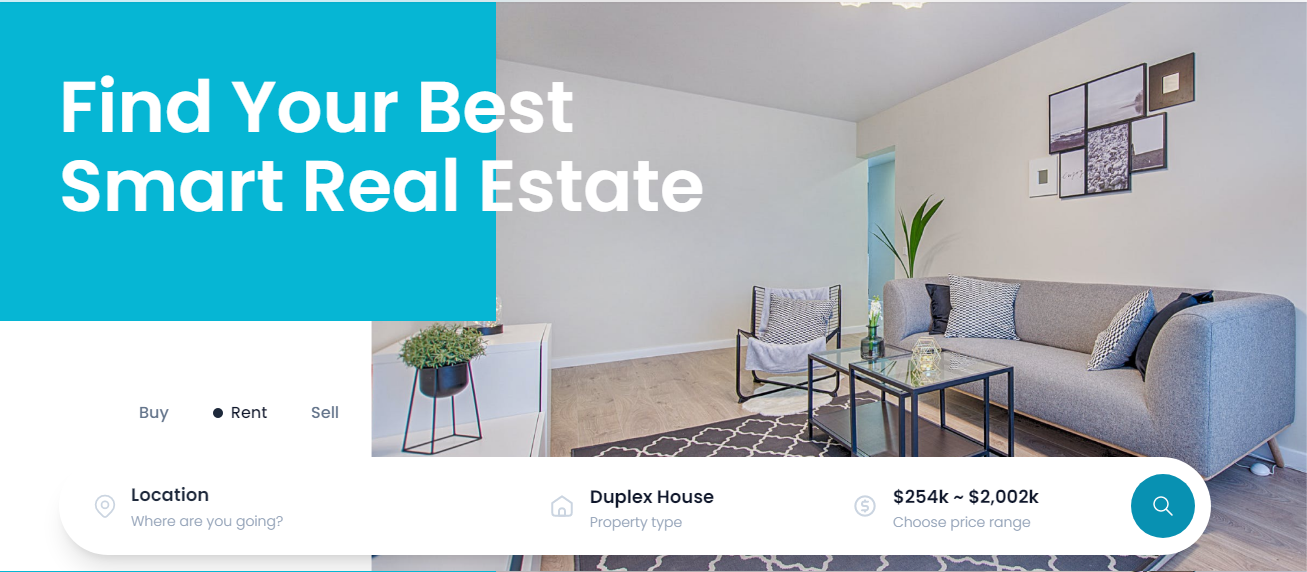 Find Your Best
Smart Real Estate
Buy
Rent
Sell
Location
Where are you going?
Duplex House
Property type
$254k ~ $2,002k
Choose price range